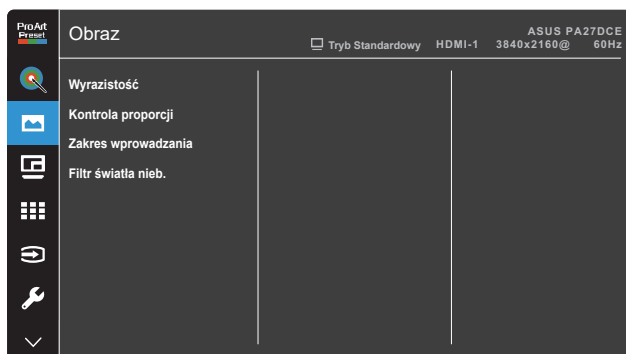 ProArt
Preset
Obraz
Tryb Standardowy HDMI-1 3840x2160@ 60Hz
ASUS PA27DCE
Wyrazistość
Kontrola proporcji
Zakres wprowadzania
Filtr światła nieb.